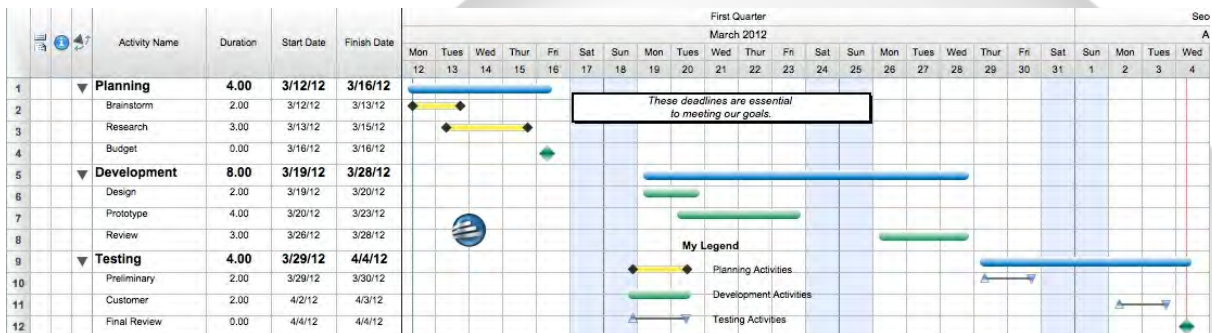 First Quarter Seo
March 2012 A
Activity Name Duration Start Date Finish Date
Mon Tues Wed Thur Fri Sat Sun Mon Tues Wed Thur Fri Sat Sun Mon Tues Wed Thur Fri Sat Sun Mon Tues Wed
12 13 14 15 16 17 18 19 20 21 22 23 24 25 26 27 28 29 30 31 1 2 3 4
1 Planning 4.00 3/12/12 3/16/12
2 Brainstorm 2.00 3/12/12 3/13/12
These deadlines are essential
to meeting our goals.
3 Research 3.00 3/13/12 3/15/12
4 Budget 0.00 3/16/12 3/16/12
5 Development 8.00 3/19/12 3/28/12
6 Design 2.00 3/19/12 3/20/12
7 Prototype 4.00 3/20/12 3/23/12
8 Review 3.00 3/26/12 3/28/12
My Legend
9 Testing 4.00 3/29/12 4/4/12
Planning Activities
10 Preliminary 2.00 3/29/12 3/30/12
Development Activities
11 Customer 2.00 4/2/12 4/3/12
Testing Activities
12 Final Review 0.00 4/4/12 4/4/12